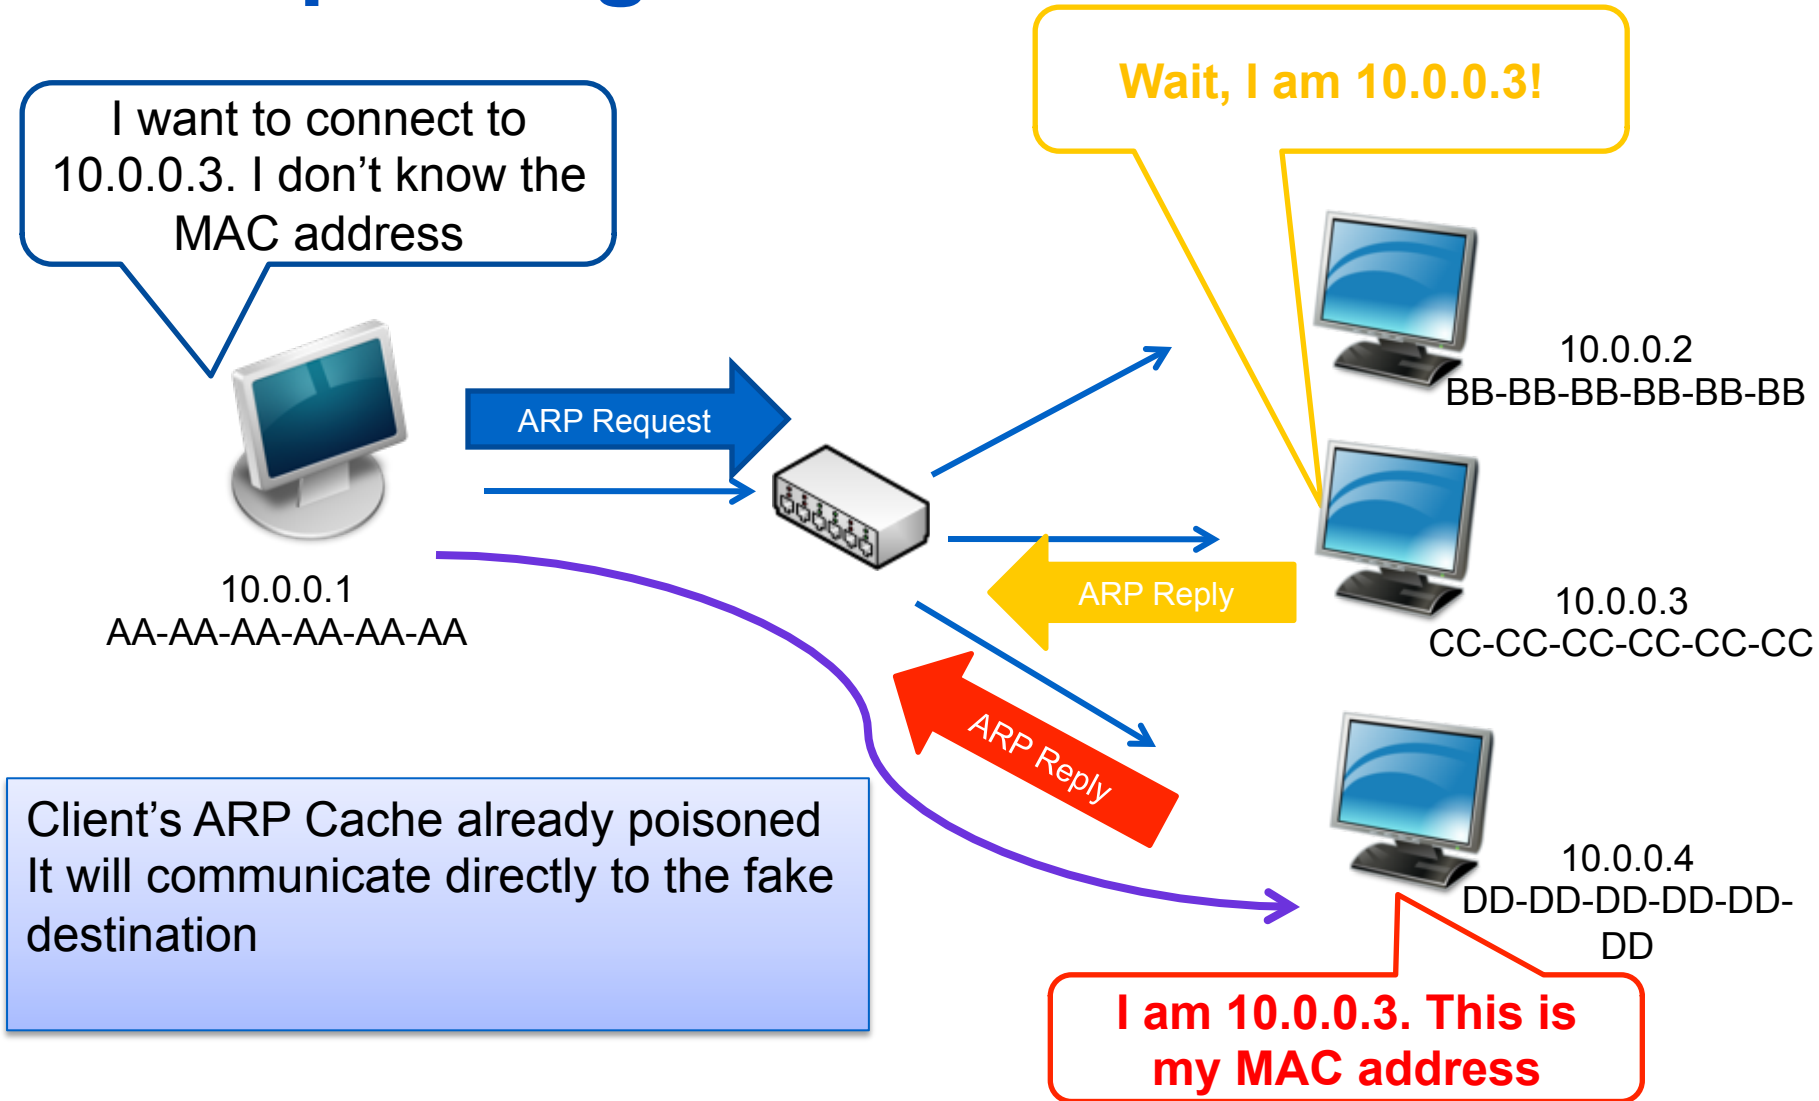 I want to connect to
10.0.0.3. I don’t know the
MAC address
Wait, I am 10.0.0.3!
10.0.0.2
BB-BB-BB-BB-BB-BB
ARP Request
10.0.0.1
AA-AA-AA-AA-AA-AA
ARP Reply
10.0.0.3
CC-CC-CC-CC-CC-CC
ARP Reply
Client’s ARP Cache already poisoned
It will communicate directly to the fake
destination
10.0.0.4
DD-DD-DD-DD-DD-
DD
I am 10.0.0.3. This is
my MAC address